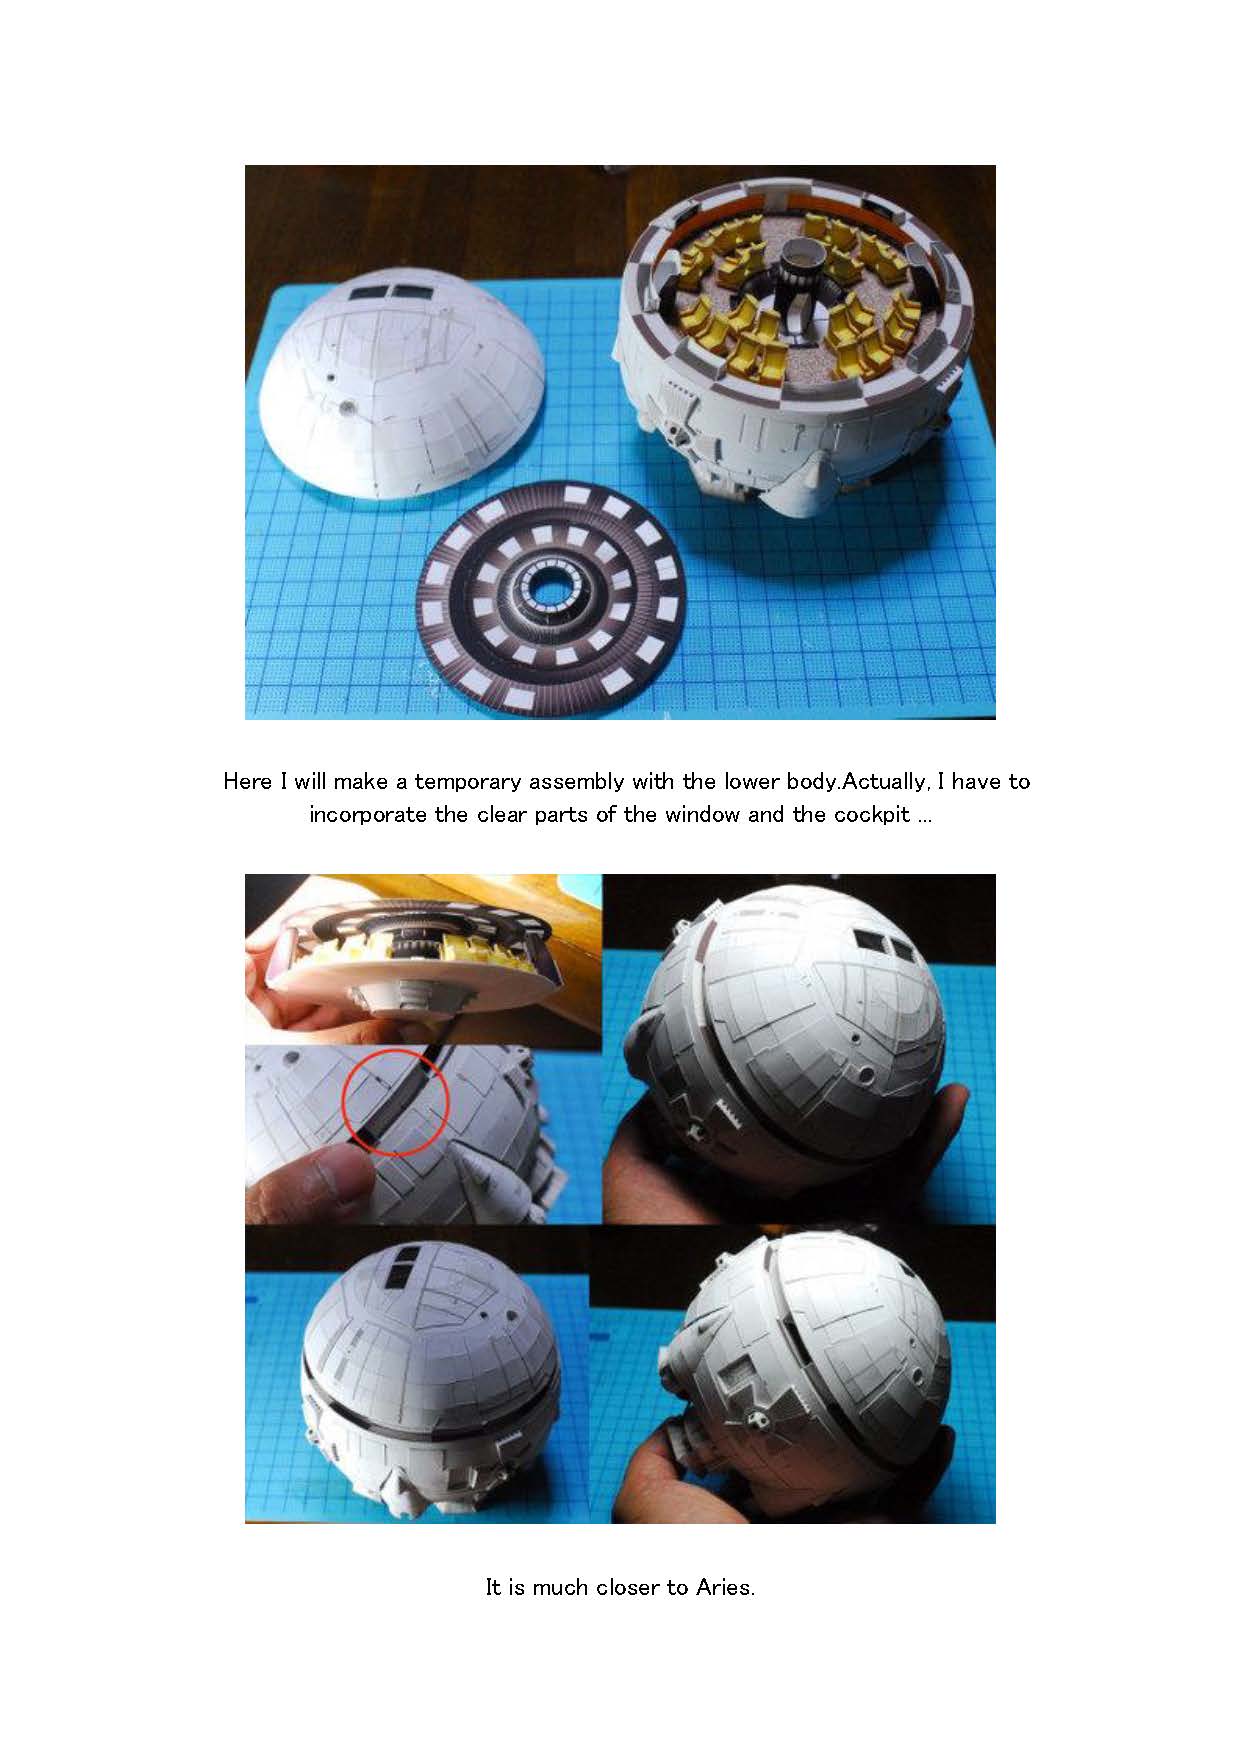 Here I will make a temporary assembly with the lower body.Actually, I have to
incorporate the clear parts of the window and the cockpit ...
It is much closer to Aries.